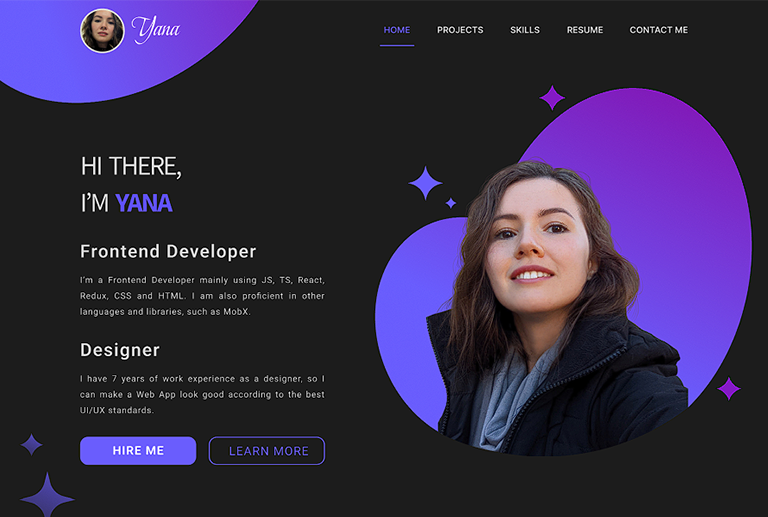 Yana
HOME PROJECTS SKILLS RESUME CONTACT ME
HI THERE,
I'M YANA
Frontend Developer
I'm a Frontend Developer mainly using JS, TS, React,
Redux, CSS and HTML. I am also proficient in other
languages and libraries, such as MobX.
Designer
I have 7 years of work experience as a designer, so I
can make a Web App look good according to the best
UI/UX standards.
HIRE ME LEARN MORE